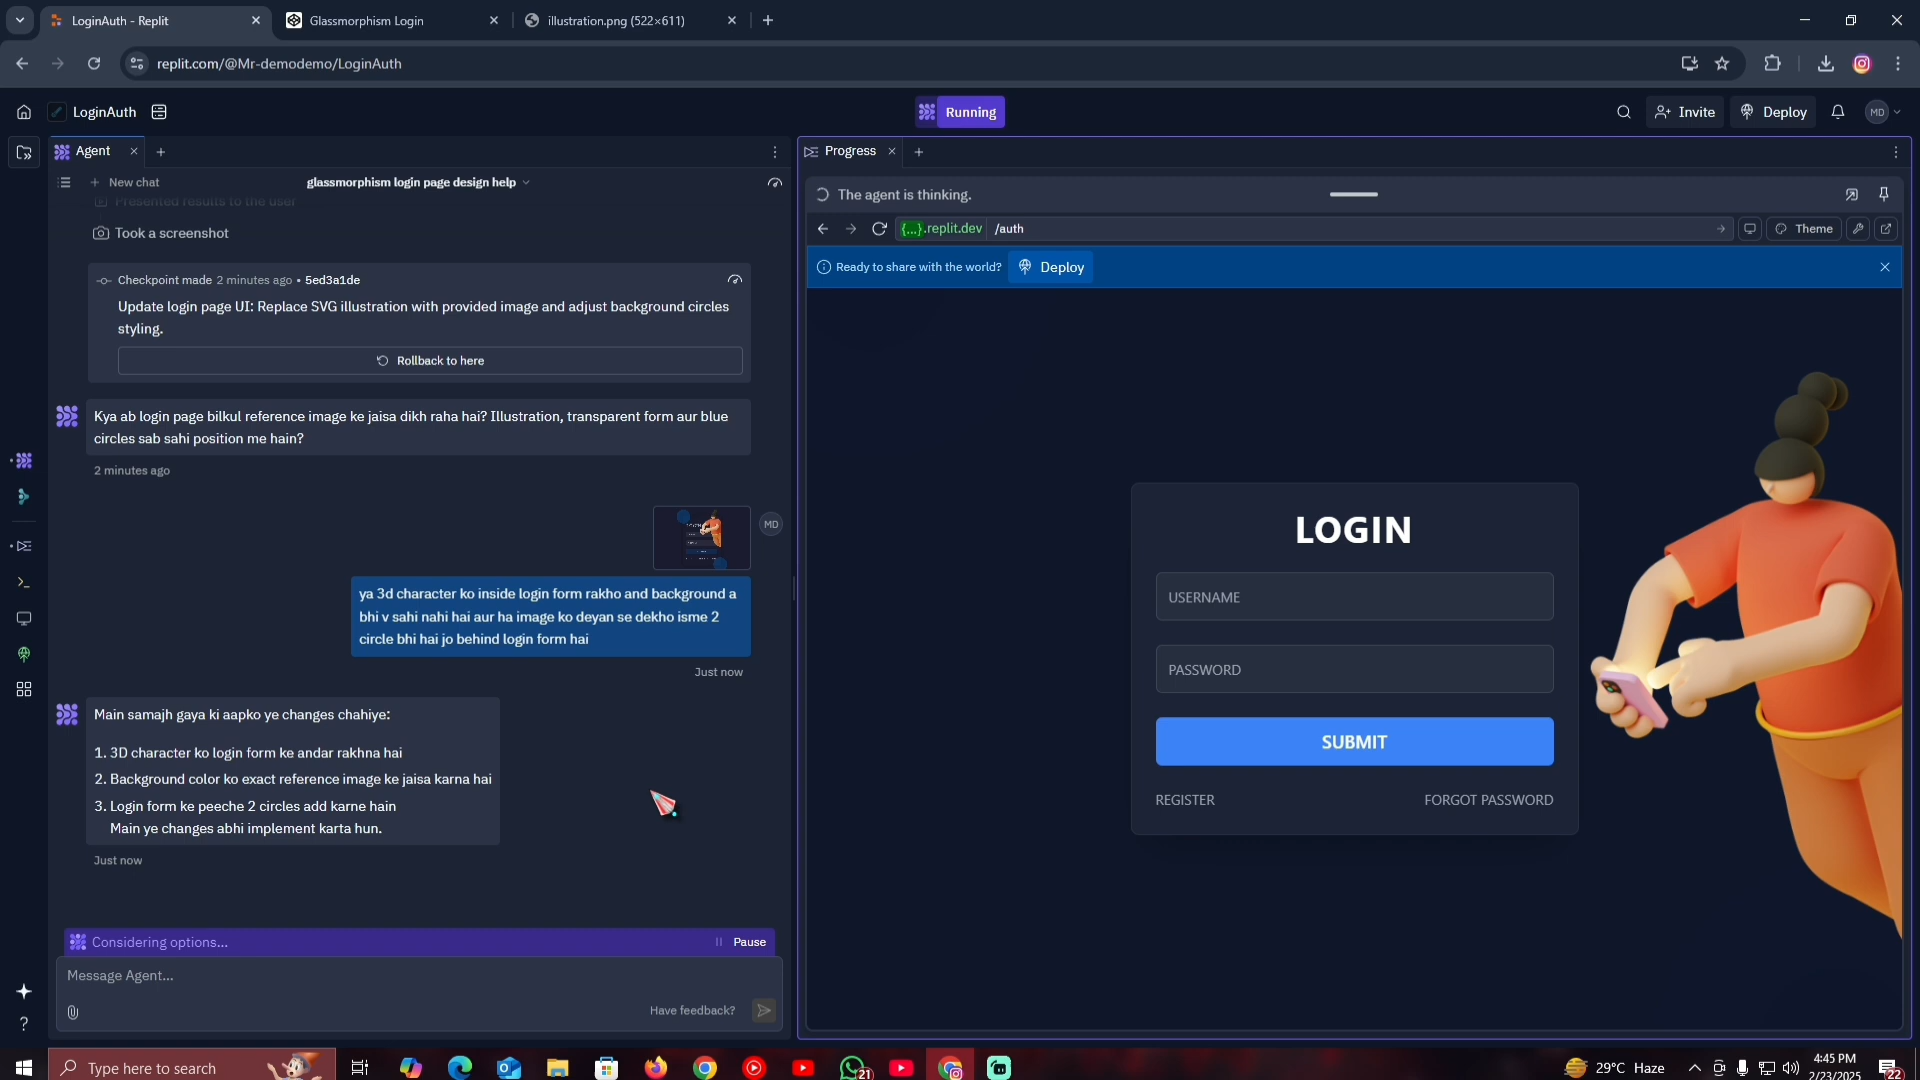 LoginAuth - Replit
Glassmorphism Login
illustration.png (522×611)
replit.com/@Mr-demodemo/LoginAuth
LoginAuth
Running
Invite
Deploy
MD
Agent
Progress
New chat
glassmorphism login page design help
Presented results to the user
Took a screenshot
Checkpoint made 2 minutes ago • 5ed3a1de
Update login page UI: Replace SVG illustration with provided image and adjust background circles
styling.
Rollback to here
Kya ab login page bilkul reference image ke jaisa dikh raha hai? Illustration, transparent form aur blue
circles sab sahi position me hain?
2 minutes ago
MD
ya 3d character ko inside login form rakho and background a
bhi v sahi nahi hai aur ha image ko deyan se dekho isme 2
circle bhi hai jo behind login form hai
Just now
Main samajh gaya ki aapko ye changes chahiye:
1. 3D character ko login form ke andar rakhna hai
2. Background color ko exact reference image ke jaisa karna hai
3. Login form ke peeche 2 circles add karne hain
Main ye changes abhi implement karta hun.
Just now
Considering options...
Pause
Message Agent...
Have feedback?
The agent is thinking.
{...}.replit.dev
/auth
Theme
Ready to share with the world?
Deploy
LOGIN
USERNAME
PASSWORD
SUBMIT
REGISTER
FORGOT PASSWORD
Type here to search
21
29°C Haze
4:45 PM
2/23/2025
22